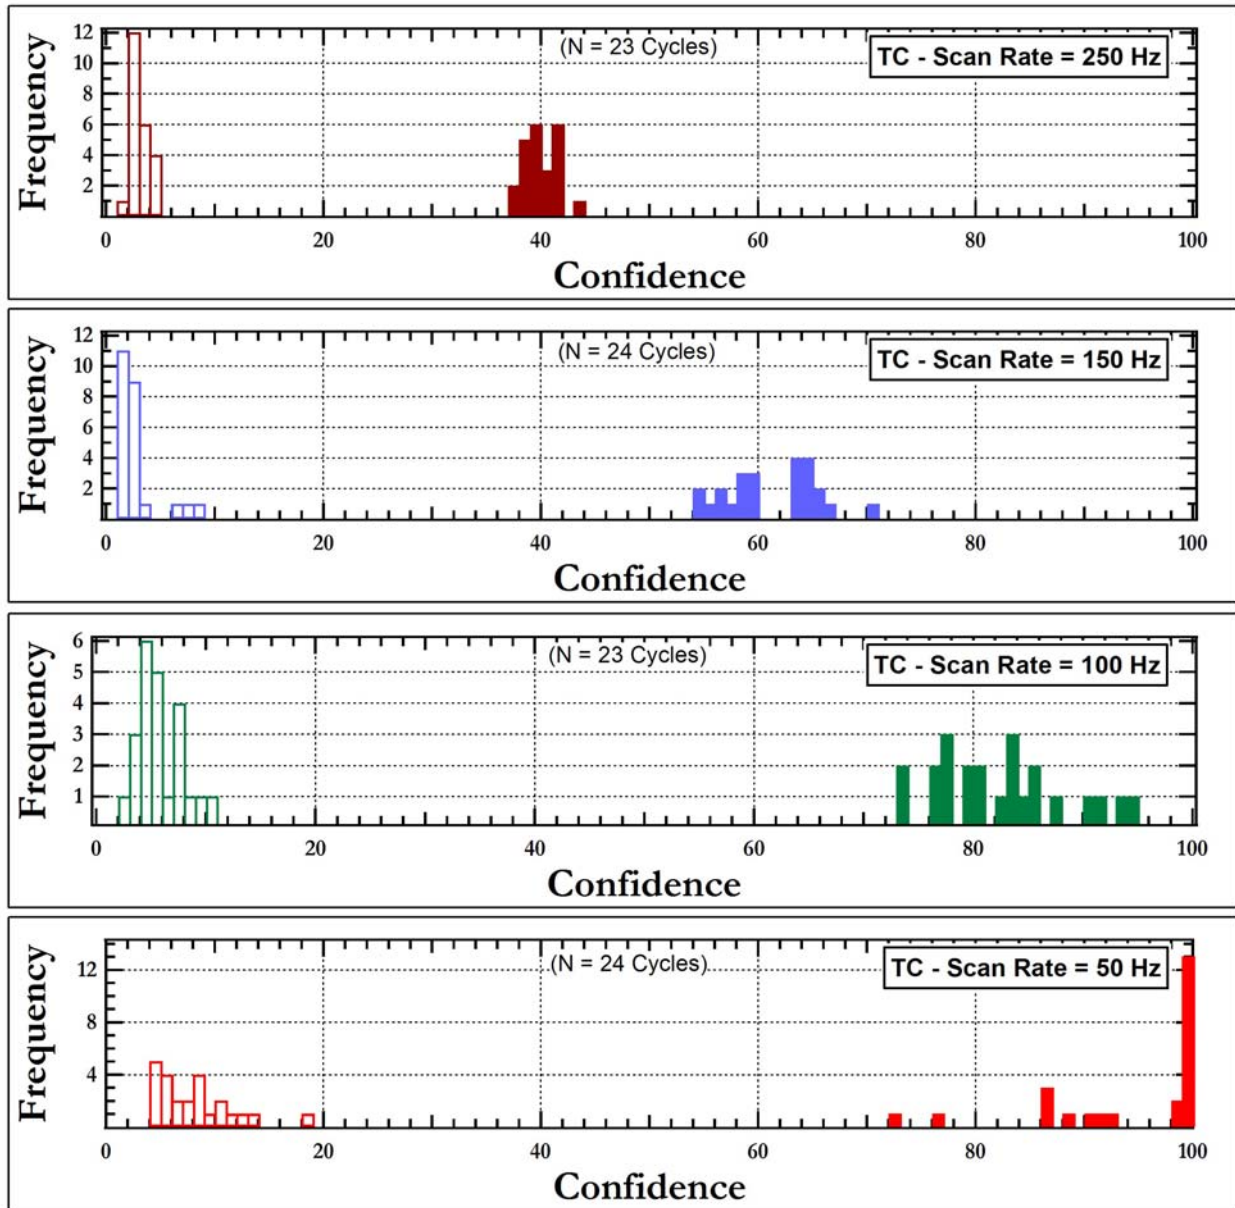 12
(N = 23 Cycles)
TC - Scan Rate = 250 Hz
10
8
6
4
2
Frequency
0 20 40 60 80 100
Confidence
12
(N = 24 Cycles)
TC - Scan Rate = 150 Hz
10
8
6
4
2
Frequency
0 20 40 60 80 100
Confidence
6
(N = 23 Cycles)
TC - Scan Rate = 100 Hz
5
4
3
2
1
Frequency
0 20 40 60 80 100
Confidence
(N = 24 Cycles)
TC - Scan Rate = 50 Hz
12
8
4
Frequency
0 20 40 60 80 100
Confidence